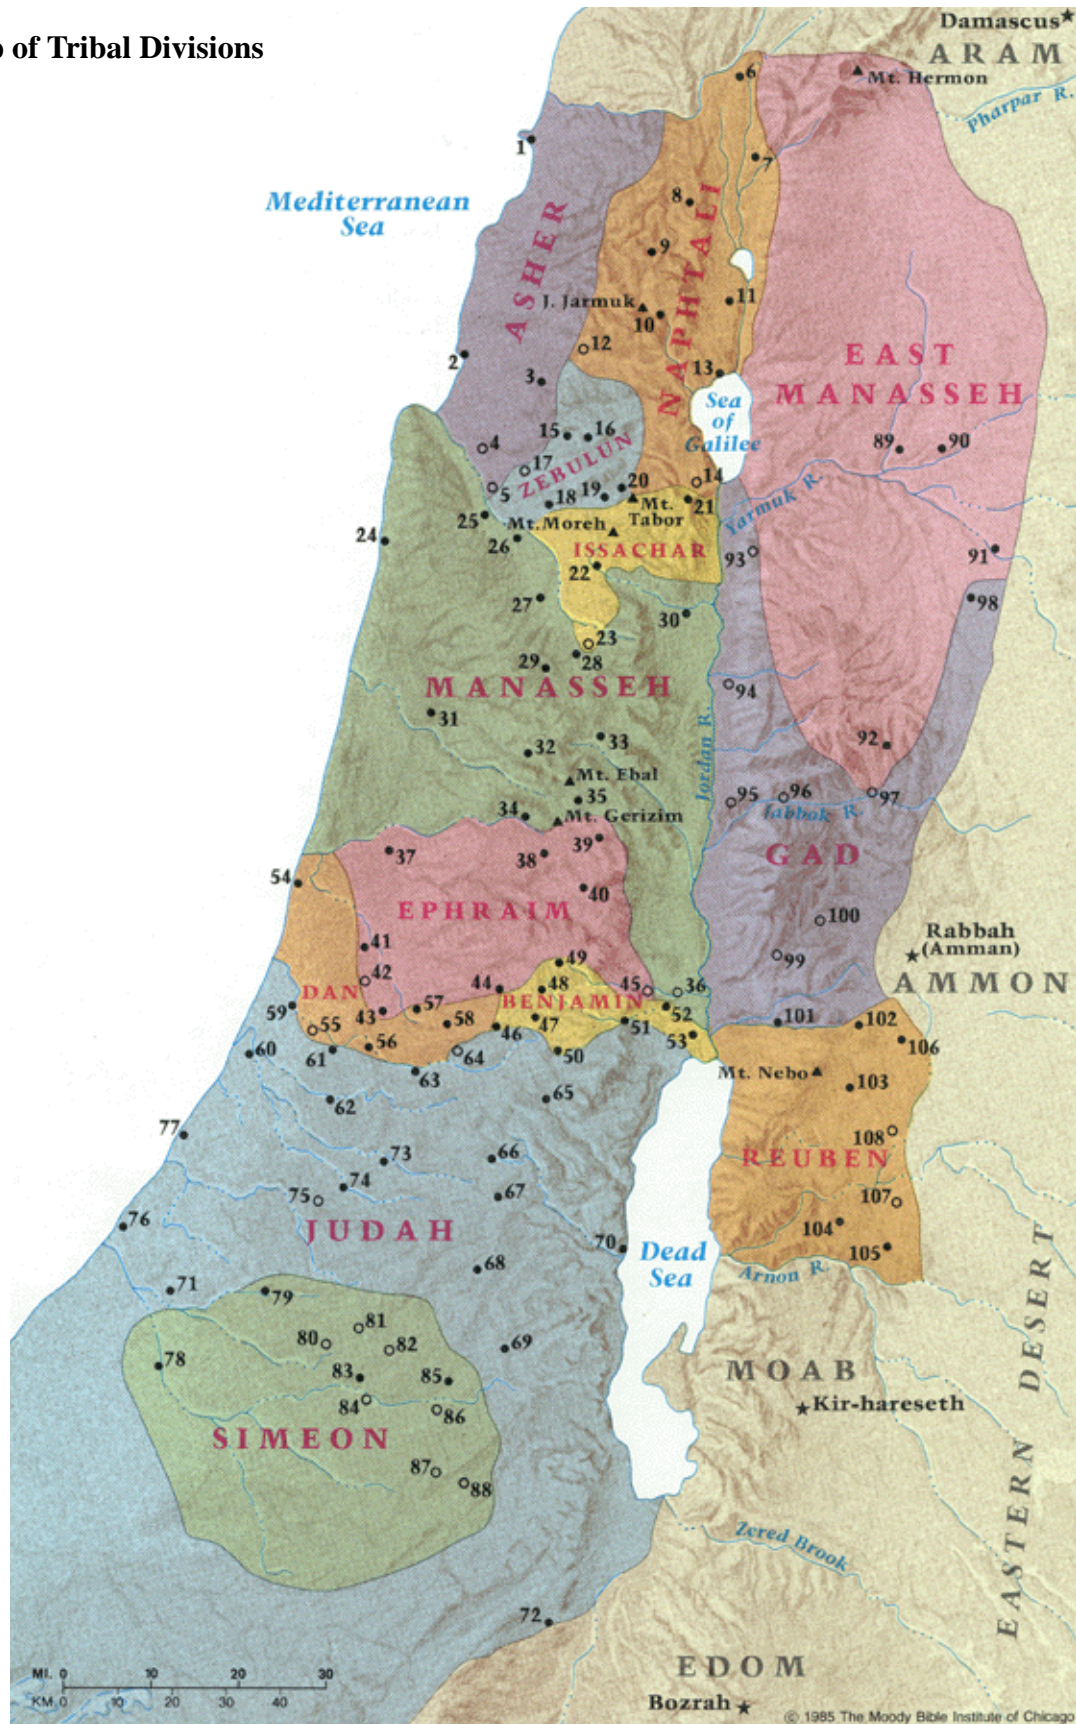 p of Tribal Divisions
Damascus
ARAM
6
Mt. Hermon
Pharpar R.
1
7
Mediterranean
Sea
8
ASHER
NAPHTALI
9
J. Jarmuk
11
10
12
2
3
13
EAST
MANASSEH
Sea
of
Galilee
15
16
4
17
ZEBULUN
89
90
14
5
18
19
20
Mt.
Tabor
21
Yarmuk R.
25
Mt. Moreh
24
26
ISSACHAR
93
91
22
27
30
98
23
29
28
MANASSEH
94
31
32
33
92
Jordan R.
Mt. Ebal
35
95
96
97
Jabbok R.
34
Mt. Gerizim
37
38
39
GAD
54
40
EPHRAIM
100
41
Rabbah
(Amman)
99
AMMON
42
49
DAN
44
48
45
36
BENJAMIN
59
55
43
57
58
46
47
51
52
53
101
102
106
60
61
56
64
50
63
Mt. Nebo
103
62
65
77
108
REUBEN
73
66
74
75
67
107
76
JUDAH
104
70
Dead
Sea
105
68
Arnon R.
71
79
81
80
82
69
78
83
85
84
86
MOAB
Kir-hareseth
SIMEON
87
88
EASTERN DESERT
Zered Brook
72
EDOM
Bozrah
MI. 0 10 20 30
KM 0 10 20 40
© 1985 The Moody Bible Institute of Chicago